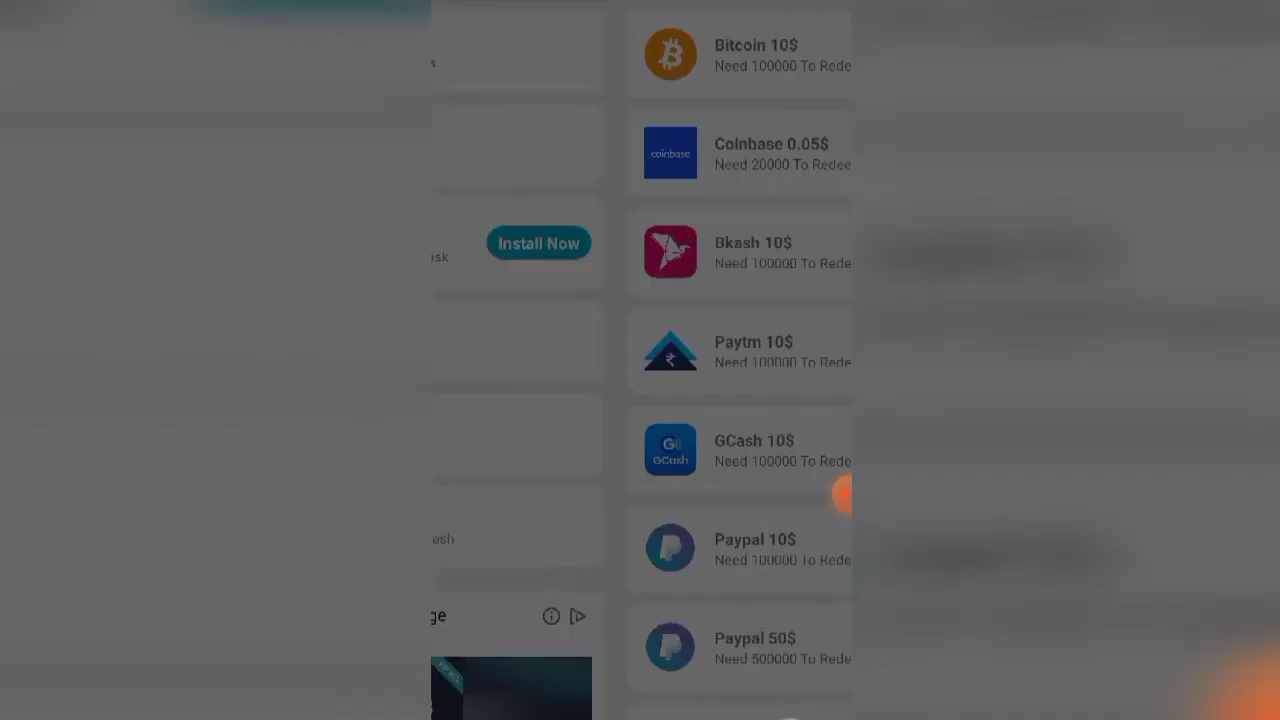 s
Install Now
ask
ash
ge
Bitcoin 10$
Need 100000 To Rede
Coinbase 0.05$
coinbase
Need 20000 To Redee
Bkash 10$
Need 100000 To Rede
Paytm 10$
Need 100000 To Rede
GCash 10$
GCash
Need 100000 To Rede
Paypal 10$
Need 100000 To Rede
Paypal 50$
Need 500000 To Rede